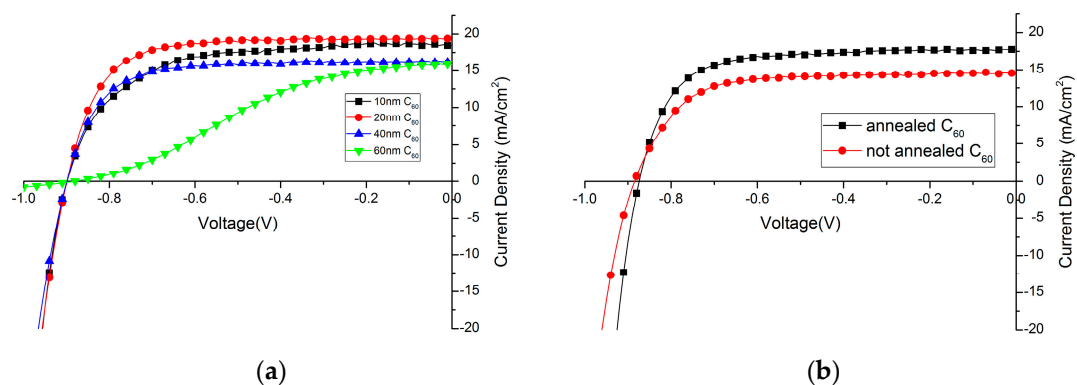 20
15
10
5
0
-5
-10
-15
-20
-1.0
-0.8
-0.6
-0.4
-0.2
0.0
Voltage(V)
Current Density (mA/cm²)
10nm C₆₀
20nm C₆₀
40nm C₆₀
60nm C₆₀
(a)
20
15
10
5
0
-5
-10
-15
-20
-1.0
-0.8
-0.6
-0.4
-0.2
0.0
Voltage(V)
Current Density (mA/cm²)
annealed C₆₀
not annealed C₆₀
(b)